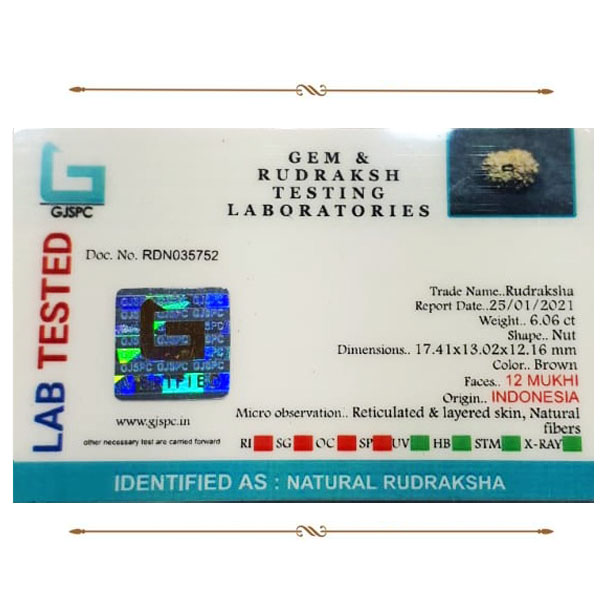 GEM &
RUDRAKSH
TESTING
LABORATORIES
GJSPC
LAB TESTED
Doc. No. RDN035752
GJSPC
Trade Name..Rudraksha
Report Date..25/01/2021
Weight.. 6.06 ct
Shape.. Nut
Dimensions.. 17.41x13.02x12.16 mm
Color.. Brown
Faces.. 12 MUKHI
Origin.. INDONESIA
Micro observation.. Reticulated & layered skin, Natural
fibers
www.gjspc.in
other necessary test are carried forward
RI SG OC SP UV HB STM X-RAY
IDENTIFIED AS : NATURAL RUDRAKSHA